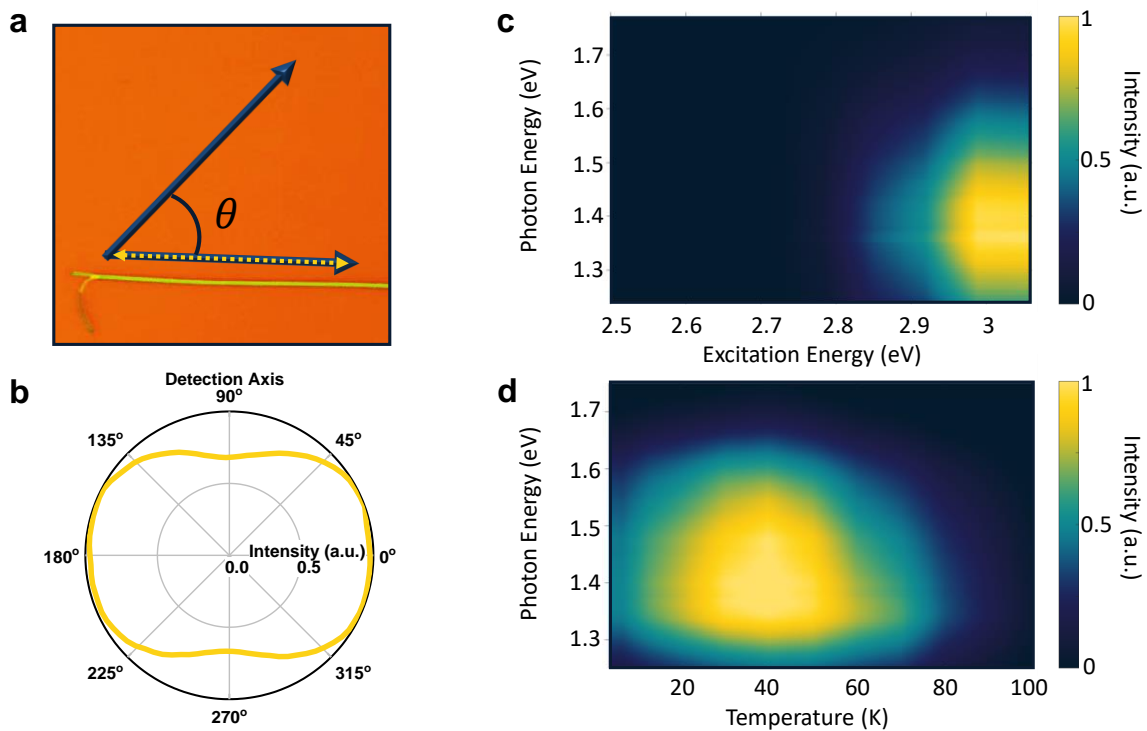 a
θ
b
Detection Axis
90°
135°
45°
180°
Intensity (a.u.)
0.0 0.5
0°
225°
315°
270°
c
Photon Energy (eV)
1.7
1.6
1.5
1.4
1.3
2.5 2.6 2.7 2.8 2.9 3
Excitation Energy (eV)
1
0.5
0
Intensity (a.u.)
d
Photon Energy (eV)
1.7
1.6
1.5
1.4
1.3
20 40 60 80 100
Temperature (K)
1
0.5
0
Intensity (a.u.)